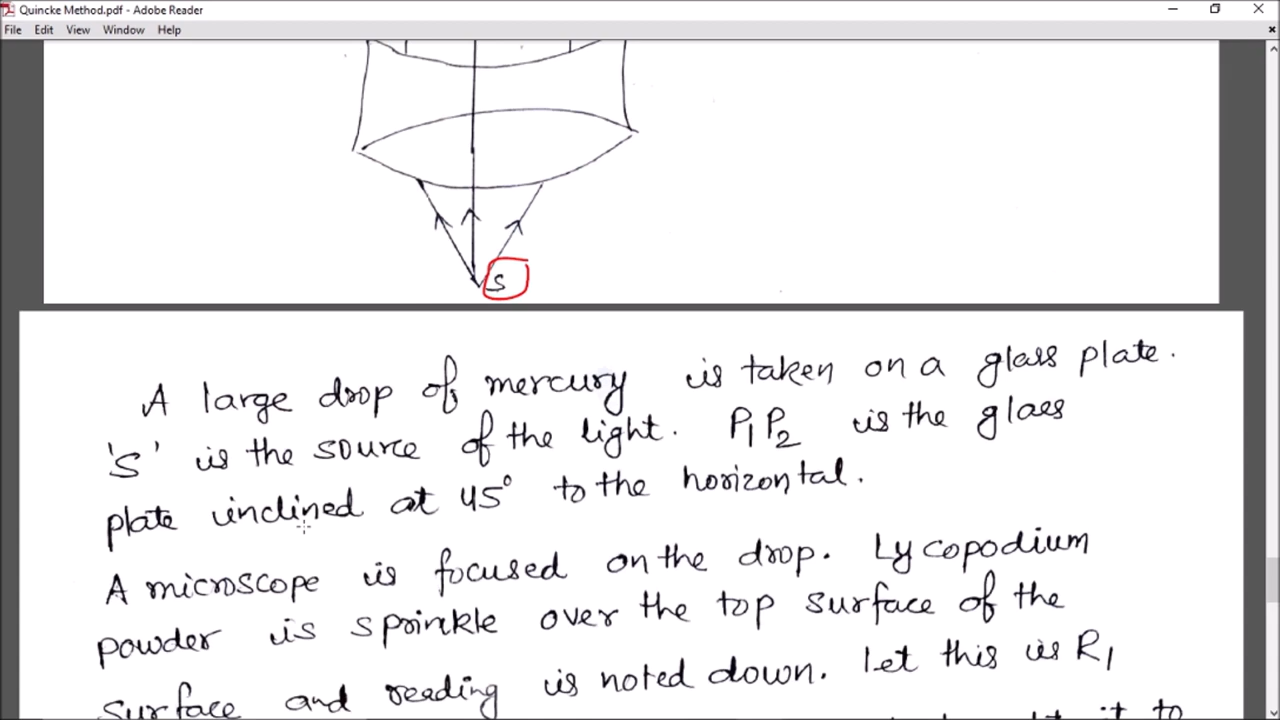 Quincke Method.pdf - Adobe Reader
File Edit View Window Help
S
A large drop of mercury is taken on a glass plate.
'S' is the source of the light. P1P2 is the glass
plate inclined at 45° to the horizontal.
A microscope is focused on the drop. Lycopodium
powder is sprinkle over the top surface of the
surface and reading is noted down. Let this is R1
it to